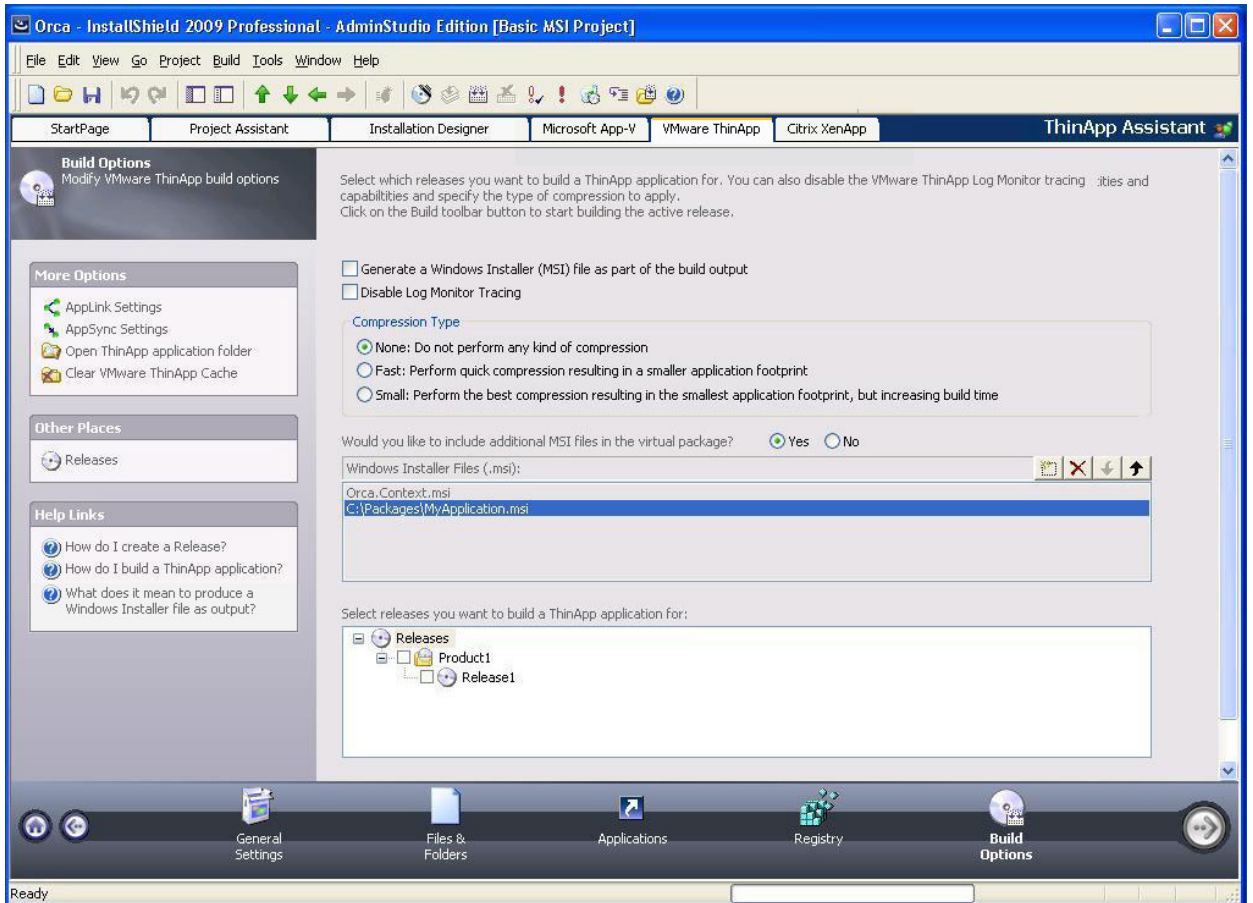 Orca - InstallShield 2009 Professional - AdminStudio Edition [Basic MSI Project]
File Edit View Go Project Build Tools Window Help
StartPage Project Assistant Installation Designer Microsoft App-V VMware ThinApp Citrix XenApp ThinApp Assistant
Build Options
Modify VMware ThinApp build options
Select which releases you want to build a ThinApp application for. You can also disable the VMware ThinApp Log Monitor tracing :ities and
capabiltities and specify the type of compression to apply.
Click on the Build toolbar button to start building the active release.
More Options
AppLink Settings
AppSync Settings
Open ThinApp application folder
Clear VMware ThinApp Cache
Other Places
Releases
Help Links
How do I create a Release?
How do I build a ThinApp application?
What does it mean to produce a
Windows Installer file as output?
Generate a Windows Installer (MSI) file as part of the build output
Disable Log Monitor Tracing
Compression Type
None: Do not perform any kind of compression
Fast: Perform quick compression resulting in a smaller application footprint
Small: Perform the best compression resulting in the smallest application footprint, but increasing build time
Would you like to include additional MSI files in the virtual package? Yes No
Windows Installer Files (.msi):
Orca.Context.msi
C:\Packages\MyApplication.msi
Select releases you want to build a ThinApp application for:
Releases
Product1
Release1
General
Settings
Files &
Folders
Applications
Registry
Build
Options
Ready